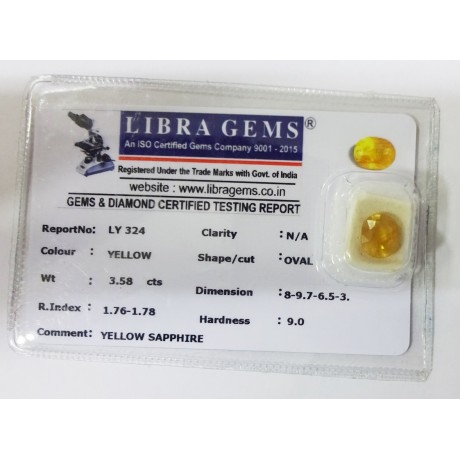 LIBRA GEMS®
An ISO Certified Gems Company 9001 - 2015
Registered Under the Trade Marks with Govt. of India
website : www.libragems.co.in
GEMS & DIAMOND CERTIFIED TESTING REPORT
ReportNo: LY 324 Clarity : N/A
Colour : YELLOW Shape/cut : OVAL
Wt : 3.58 cts Dimension :8-9.7-6.5-3.
R.Index : 1.76-1.78 Hardness : 9.0
Comment: YELLOW SAPPHIRE